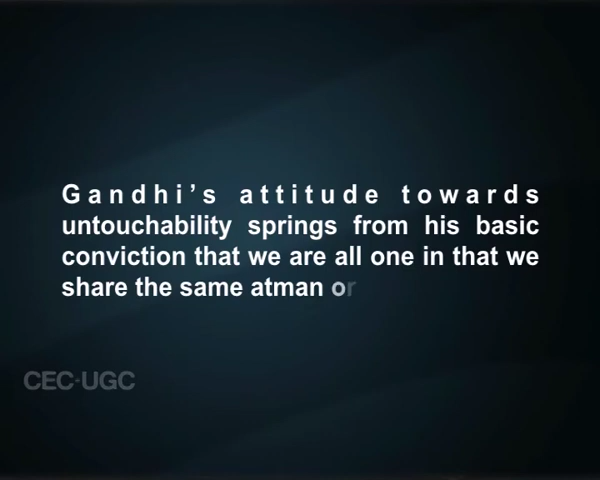 Gandhi's attitude towards
untouchability springs from his basic
conviction that we are all one in that we
share the same atman or
CEC-UGC